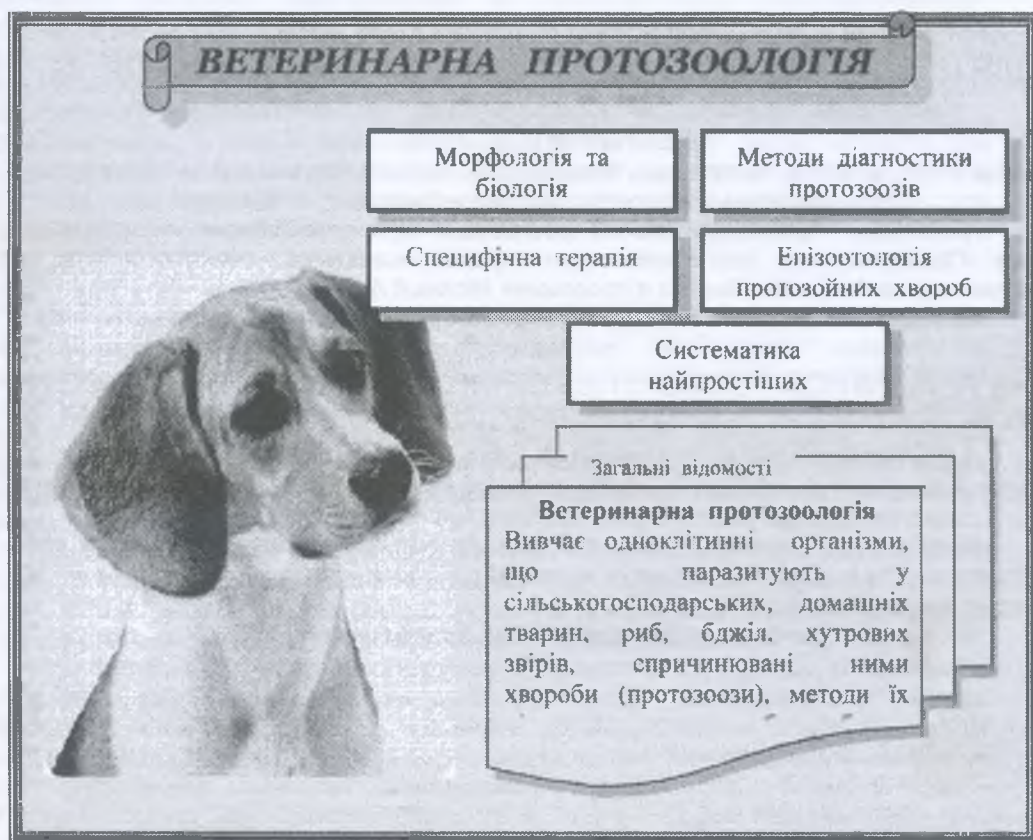 ВЕТЕРИНАРНА ПРОТОЗООЛОГІЯ
Морфологія та
біологія
Методи діагностики
протозоозів
Специфічна терапія
Епізоотологія
протозойних хвороб
Систематика
найпростіших
Загальні відомості
Ветеринарна протозоологія
Вивчає одноклітинні організми,
що паразитують у
сільськогосподарських, домашніх
тварин, риб, бджіл, хутрових
звірів, спричинювані ними
хвороби (протозоози), методи їх